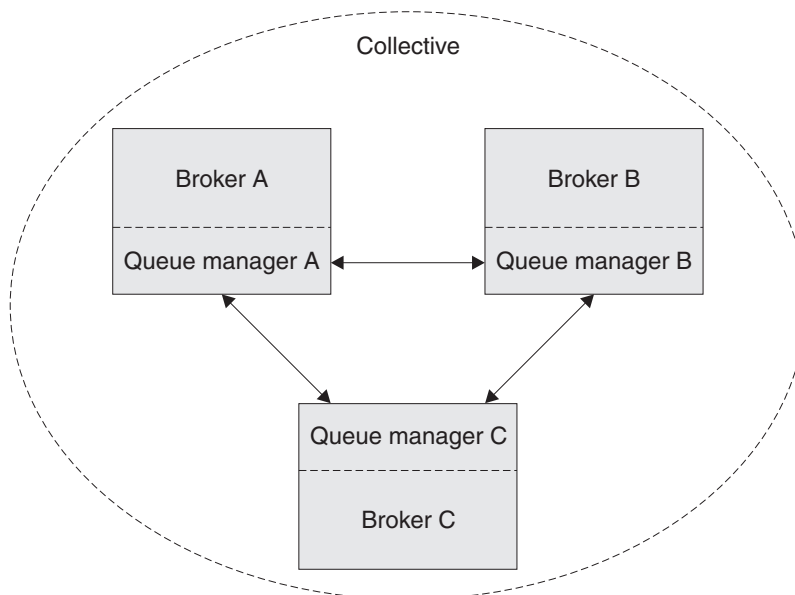 Collective
Broker A
Queue manager A
Broker B
Queue manager B
Queue manager C
Broker C